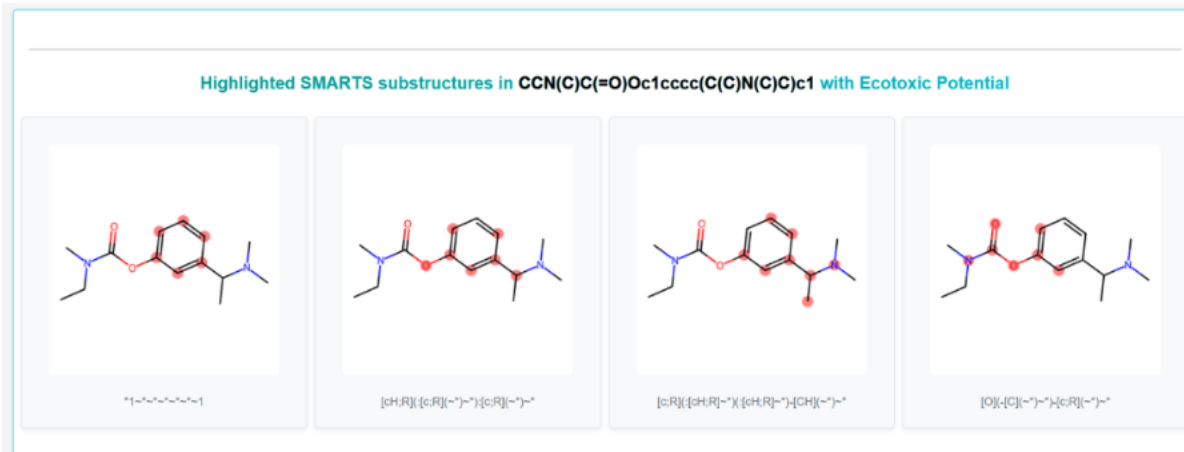 Highlighted SMARTS substructures in CCN(C)C(=O)Oc1cccc(C(C)N(C)C)c1 with Ecotoxic Potential
O N O N
O N O N
O N O N
O N O N
*1~*~*~*~*~*~1
[cH;R](:[c;R](~*)~*):[c;R](~*)~*
[c;R](:[cH;R]~*)(:[cH;R]~*)-[CH](~*)~*
[O](-[C](~*)~*)-[c;R](~*)~*